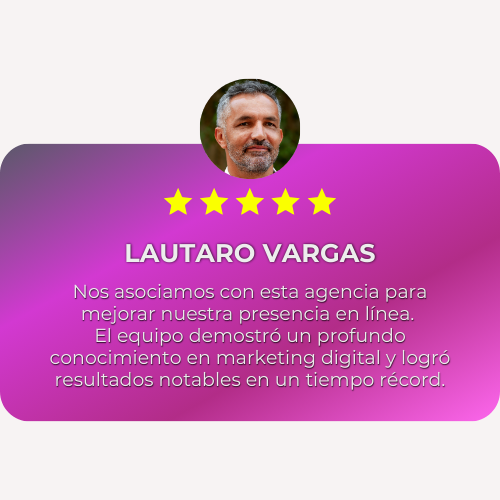 LAUTARO VARGAS
Nos asociamos con esta agencia para
mejorar nuestra presencia en línea.
El equipo demostró un profundo
conocimiento en marketing digital y logró
resultados notables en un tiempo récord.